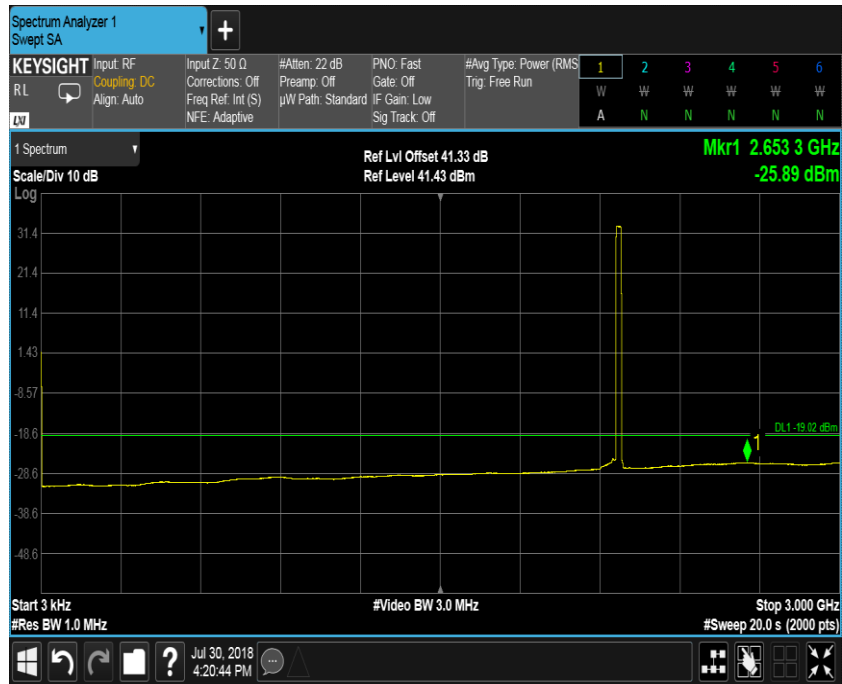 Spectrum Analyzer 1
Swept SA
+
KEYSIGHT
RL
LXI
Input: RF
Coupling: DC
Align: Auto
Input Z: 50 Ω
Corrections: Off
Freq Ref: Int (S)
NFE: Adaptive
#Atten: 22 dB
Preamp: Off
µW Path: Standard
PNO: Fast
Gate: Off
IF Gain: Low
Sig Track: Off
#Avg Type: Power (RMS
Trig: Free Run
1 2 3 4 5 6
W W W W W W
A N N N N N
1 Spectrum
Scale/Div 10 dB
Ref Lvl Offset 41.33 dB
Ref Level 41.43 dBm
Mkr1 2.653 3 GHz
-25.89 dBm
Log
31.4
21.4
11.4
1.43
-8.57
-18.6
-28.6
-38.6
-48.6
DL1 -19.02 dBm
1
Start 3 kHz
#Res BW 1.0 MHz
#Video BW 3.0 MHz
Stop 3.000 GHz
#Sweep 20.0 s (2000 pts)
?
Jul 30, 2018
4:20:44 PM